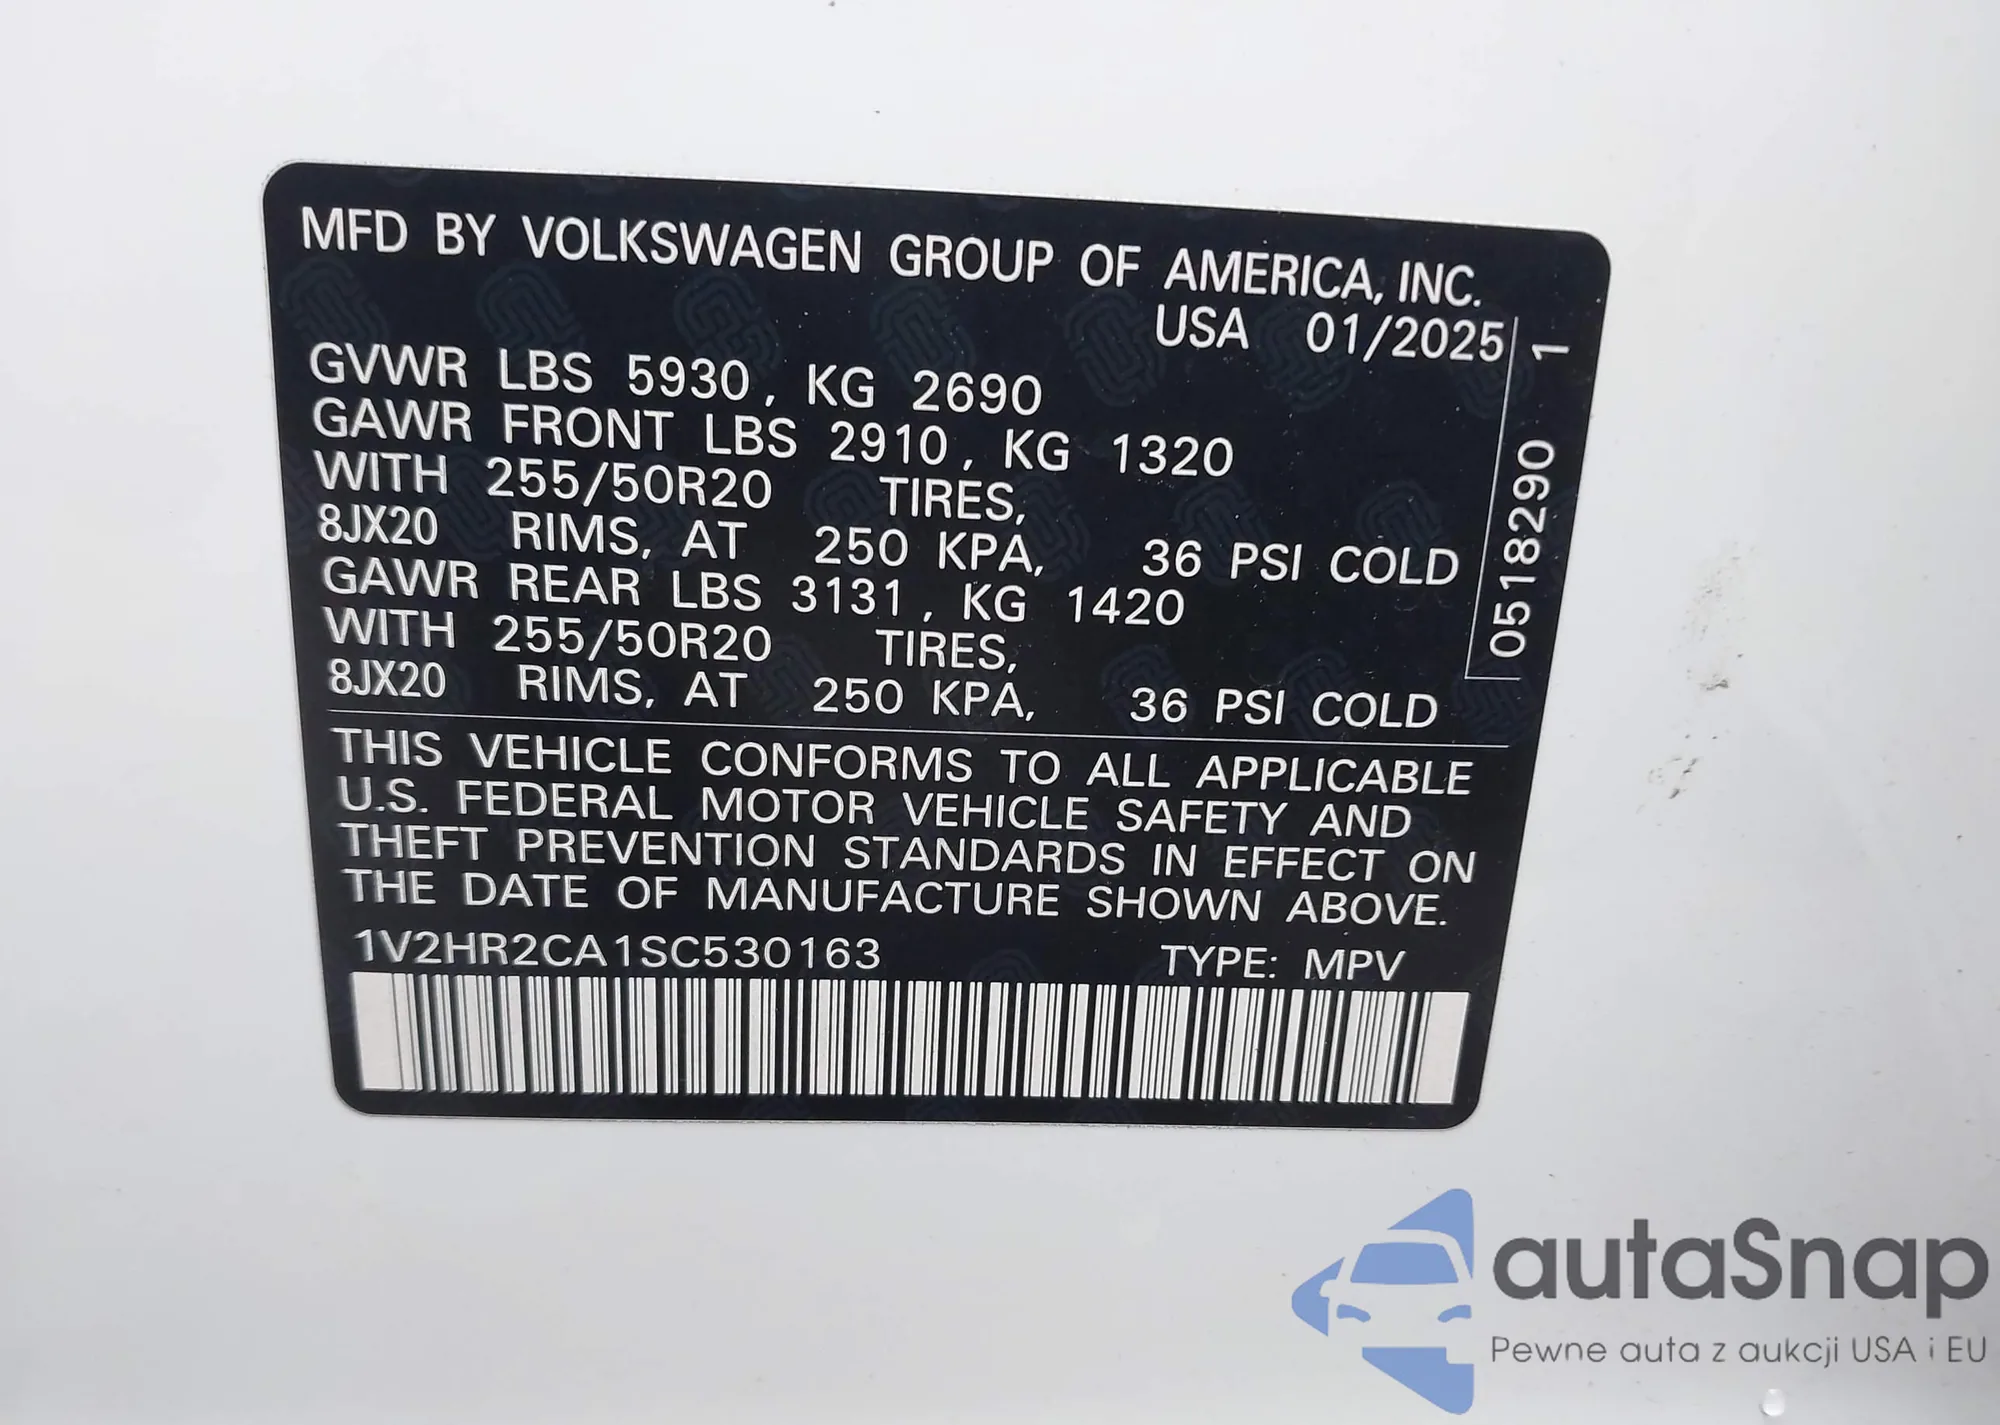 MFD BY VOLKSWAGEN GROUP OF AMERICA, INC.
USA 01/2025
GVWR LBS 5930, KG 2690
GAWR FRONT LBS 2910, KG 1320
WITH 255/50R20 TIRES,
8JX20 RIMS, AT 250 KPA, 36 PSI COLD
GAWR REAR LBS 3131, KG 1420
WITH 255/50R20 TIRES,
8JX20 RIMS, AT 250 KPA, 36 PSI COLD
0518290 1
THIS VEHICLE CONFORMS TO ALL APPLICABLE
U.S. FEDERAL MOTOR VEHICLE SAFETY AND
THEFT PREVENTION STANDARDS IN EFFECT ON
THE DATE OF MANUFACTURE SHOWN ABOVE.
1V2HR2CA1SC530163 TYPE: MPV
autaSnap
Pewne auta z aukcji USA i EU